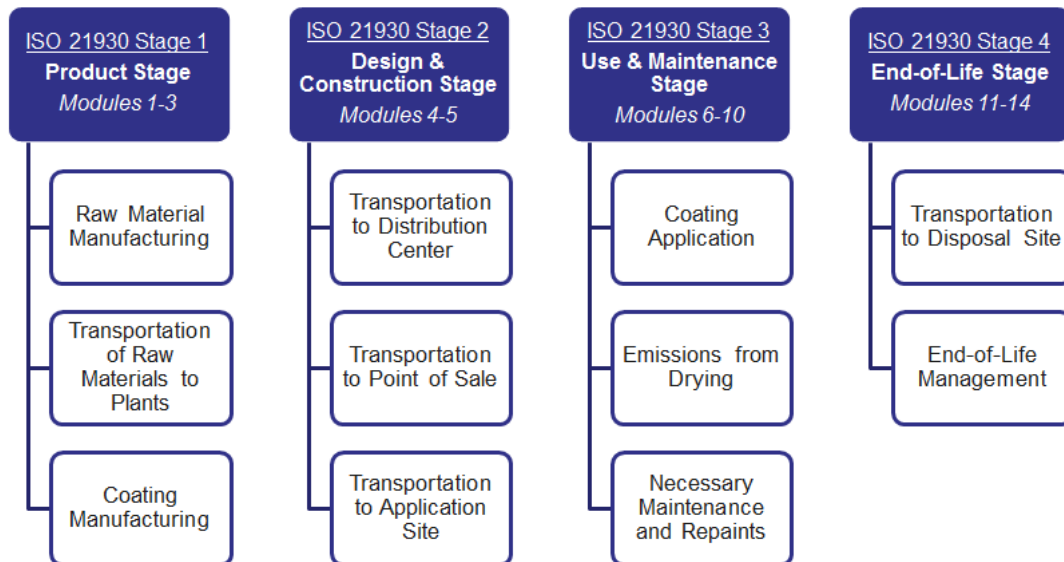 ISO 21930 Stage 1
Product Stage
Modules 1-3
Raw Material
Manufacturing
Transportation
of Raw
Materials to
Plants
Coating
Manufacturing
ISO 21930 Stage 2
Design &
Construction Stage
Modules 4-5
Transportation
to Distribution
Center
Transportation
to Point of Sale
Transportation
to Application
Site
ISO 21930 Stage 3
Use & Maintenance
Stage
Modules 6-10
Coating
Application
Emissions from
Drying
Necessary
Maintenance
and Repaints
ISO 21930 Stage 4
End-of-Life Stage
Modules 11-14
Transportation
to Disposal Site
End-of-Life
Management